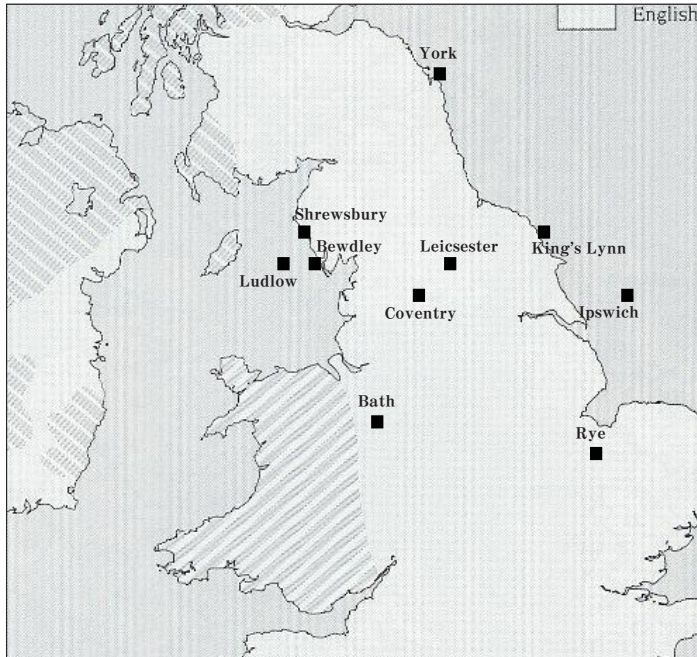 English
York
Shrewsbury
King's Lynn
Bewdley
Leicsester
Ludlow
Coventry
Ipswich
Bath
Rye